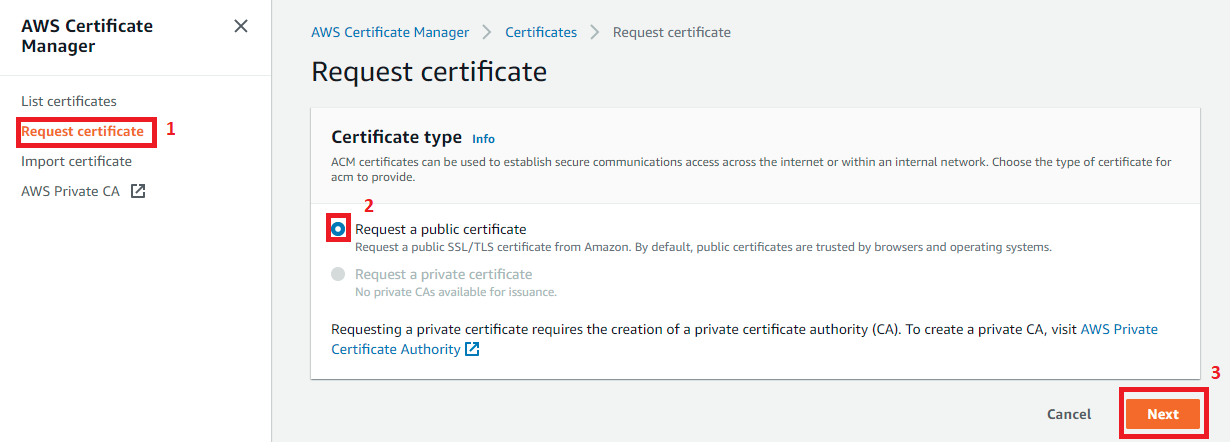 AWS Certificate
Manager
List certificates
Request certificate 1
Import certificate
AWS Private CA
AWS Certificate Manager Certificates Request certificate
Request certificate
Certificate type Info
ACM certificates can be used to establish secure communications access across the internet or within an internal network. Choose the type of certificate for
acm to provide.
2
Request a public certificate
Request a public SSL/TLS certificate from Amazon. By default, public certificates are trusted by browsers and operating systems.
Request a private certificate
No private CAs available for issuance.
Requesting a private certificate requires the creation of a private certificate authority (CA). To create a private CA, visit AWS Private
Certificate Authority
3
Cancel Next